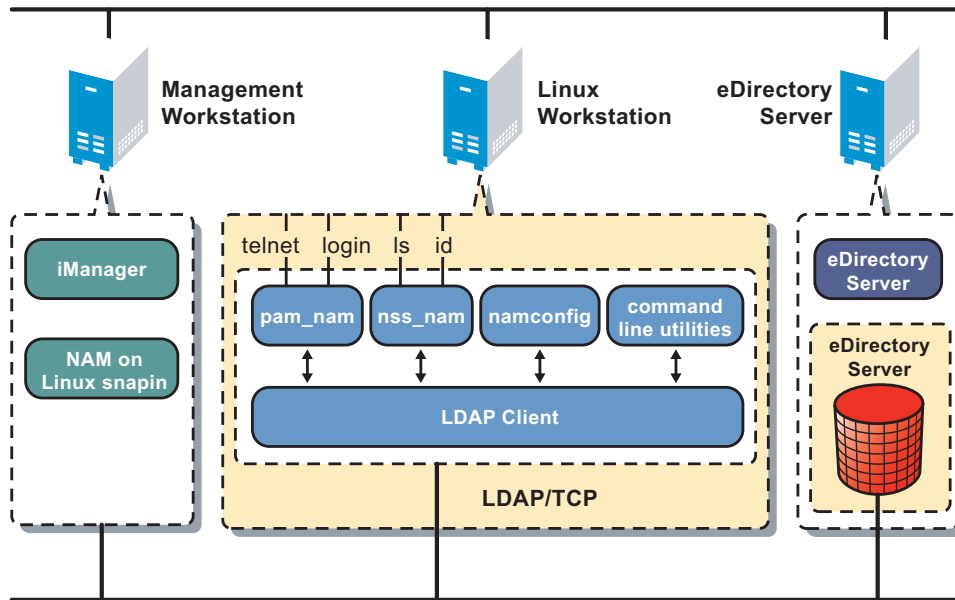 Management
Workstation
Linux
Workstation
eDirectory
Server
iManager
NAM on
Linux snapin
telnet login ls id
pam_nam
nss_nam
namconfig
command
line utilities
LDAP Client
LDAP/TCP
eDirectory
Server
eDirectory
Server